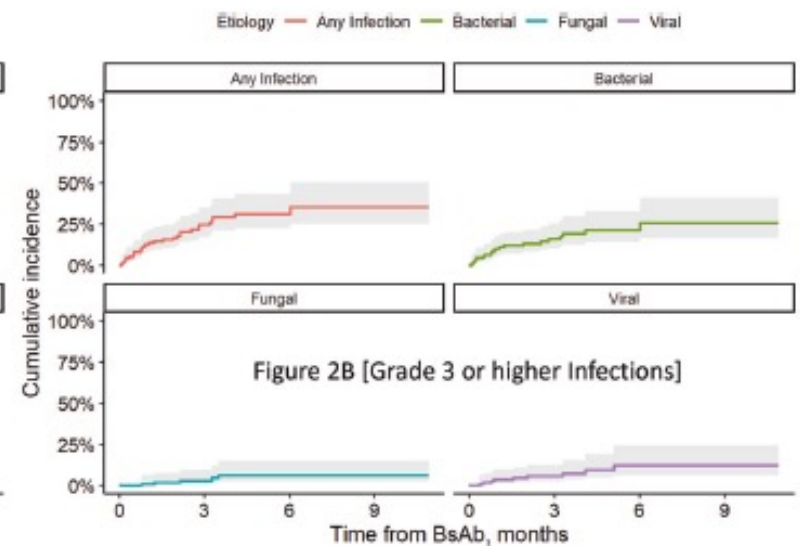 Etiology Any Infection Bacterial Fungal Viral
Any Infection Bacterial
100%
75%
50%
25%
0%
Cumulative incidence
Fungal Viral
100%
75%
Figure 2B [Grade 3 or higher Infections]
50%
25%
0%
0 3 6 9 0 3 6 9
Time from BsAb, months